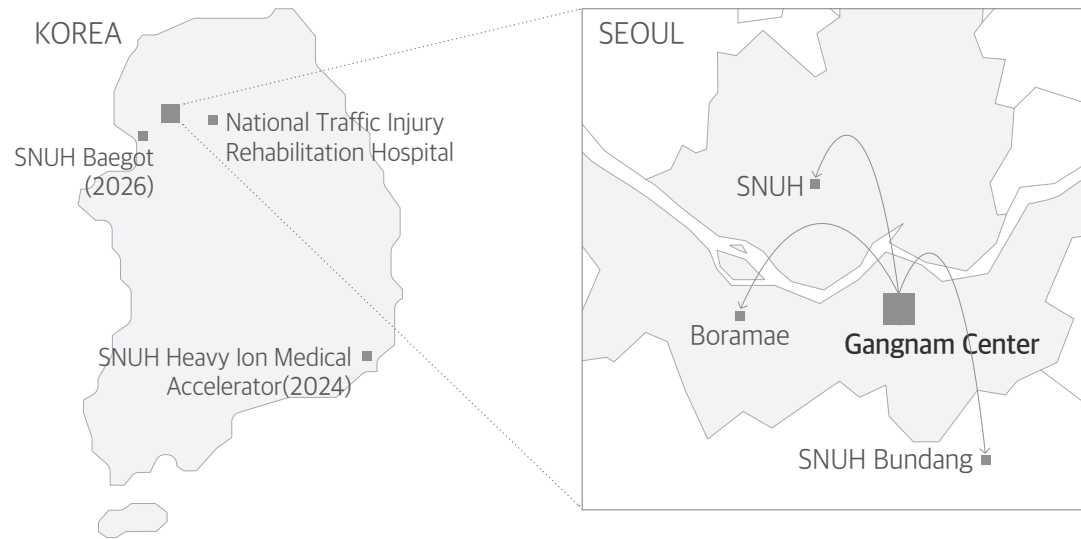 KOREA
National Traffic Injury
Rehabilitation Hospital
SNUH Baegot
(2026)
SNUH Heavy Ion Medical
Accelerator(2024)
SEOUL
SNUH
Boramae
Gangnam Center
SNUH Bundang